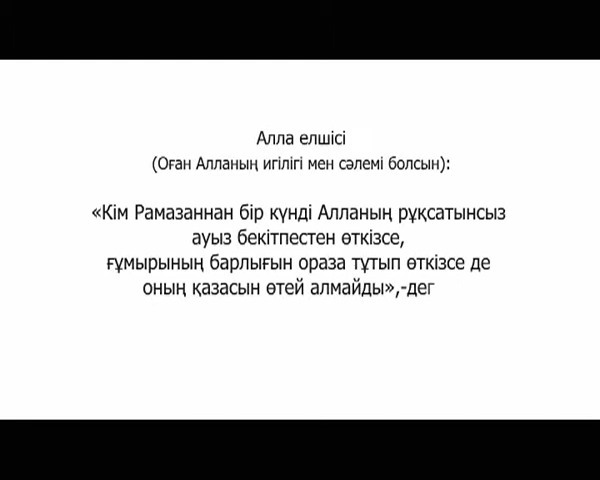 Алла елшісі
(Оған Алланың игілігі мен сәлемі болсын):
«Кім Рамазаннан бір күнді Алланың рұқсатынсыз
ауыз бекітпестен өткізсе,
ғұмырының барлығын ораза тұтып өткізсе де
оның қазасын өтей алмайды»,-дег